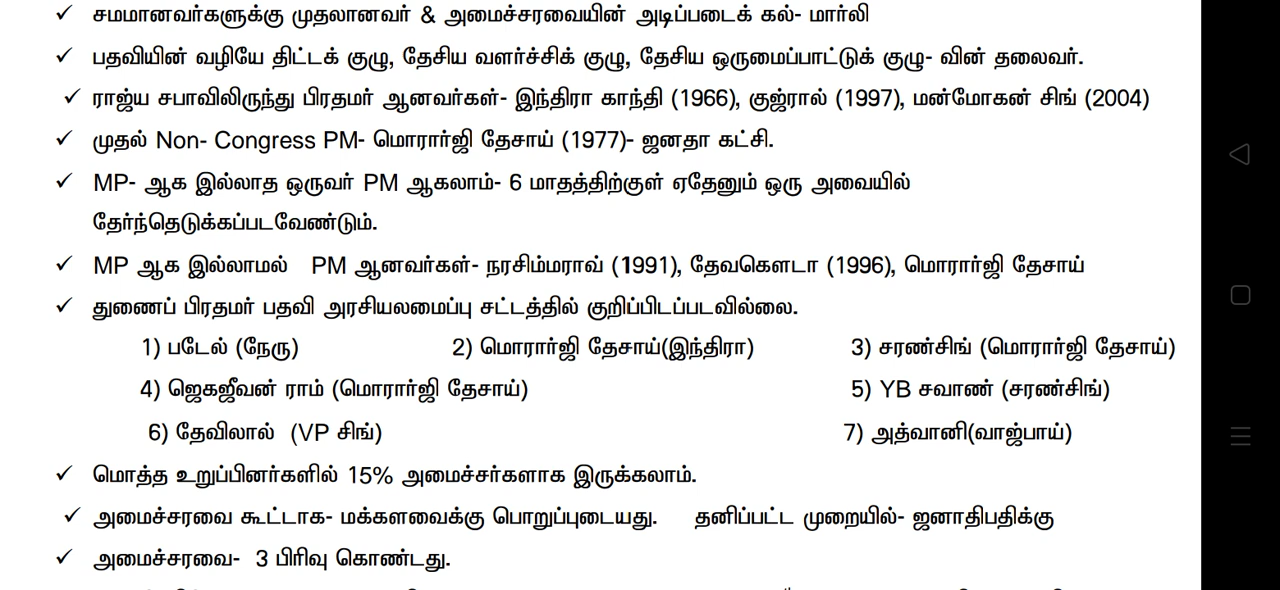 ✓ சமமானவர்களுக்கு முதலானவர் & அமைச்சரவையின் அடிப்படைக் கல்- மார்லி
✓ பதவியின் வழியே திட்டக் குழு, தேசிய வளர்ச்சிக் குழு, தேசிய ஒருமைப்பாட்டுக் குழு- வின் தலைவர்.
✓ ராஜ்ய சபாவிலிருந்து பிரதமர் ஆனவர்கள்- இந்திரா காந்தி (1966), குஜ்ரால் (1997), மன்மோகன் சிங் (2004)
✓ முதல் Non- Congress PM- மொரார்ஜி தேசாய் (1977)- ஜனதா கட்சி.
✓ MP- ஆக இல்லாத ஒருவர் PM ஆகலாம்- 6 மாதத்திற்குள் ஏதேனும் ஒரு அவையில்
தேர்ந்தெடுக்கப்படவேண்டும்.
✓ MP ஆக இல்லாமல் PM ஆனவர்கள்- நரசிம்மராவ் (1991), தேவகௌடா (1996), மொரார்ஜி தேசாய்
✓ துணைப் பிரதமர் பதவி அரசியலமைப்பு சட்டத்தில் குறிப்பிடப்படவில்லை.
1) படேல் (நேரு) 2) மொரார்ஜி தேசாய்(இந்திரா) 3) சரண்சிங் (மொரார்ஜி தேசாய்)
4) ஜெகஜீவன் ராம் (மொரார்ஜி தேசாய்) 5) YB சவாண் (சரண்சிங்)
6) தேவிலால் (VP சிங்) 7) அத்வானி(வாஜ்பாய்)
✓ மொத்த உறுப்பினர்களில் 15% அமைச்சர்களாக இருக்கலாம்.
✓ அமைச்சரவை கூட்டாக- மக்களவைக்கு பொறுப்புடையது. தனிப்பட்ட முறையில்- ஜனாதிபதிக்கு
✓ அமைச்சரவை- 3 பிரிவு கொண்டது.